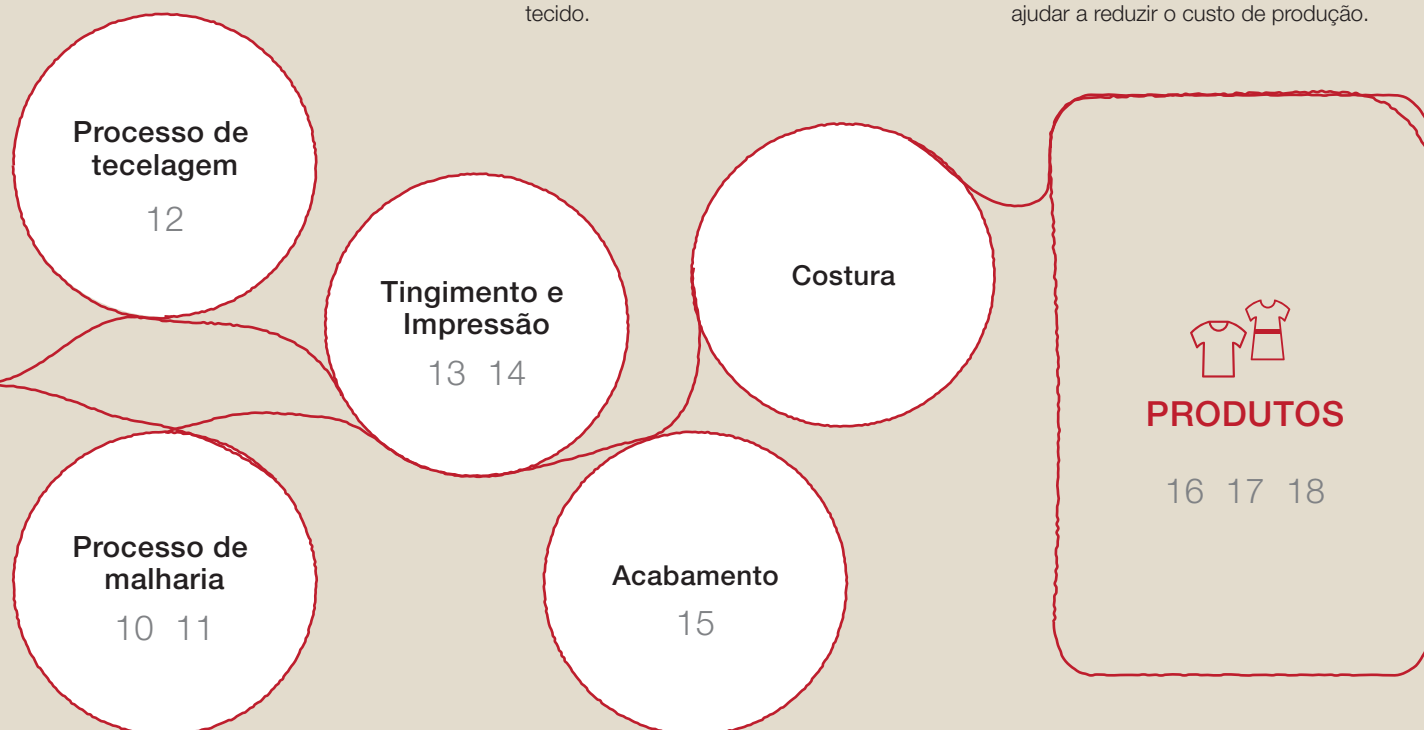 tecido.
ajudar a reduzir o custo de produção.
Processo de
tecelagem
12
Tingimento e
Impressão
13 14
Costura
PRODUTOS
16 17 18
Processo de
malharia
10 11
Acabamento
15